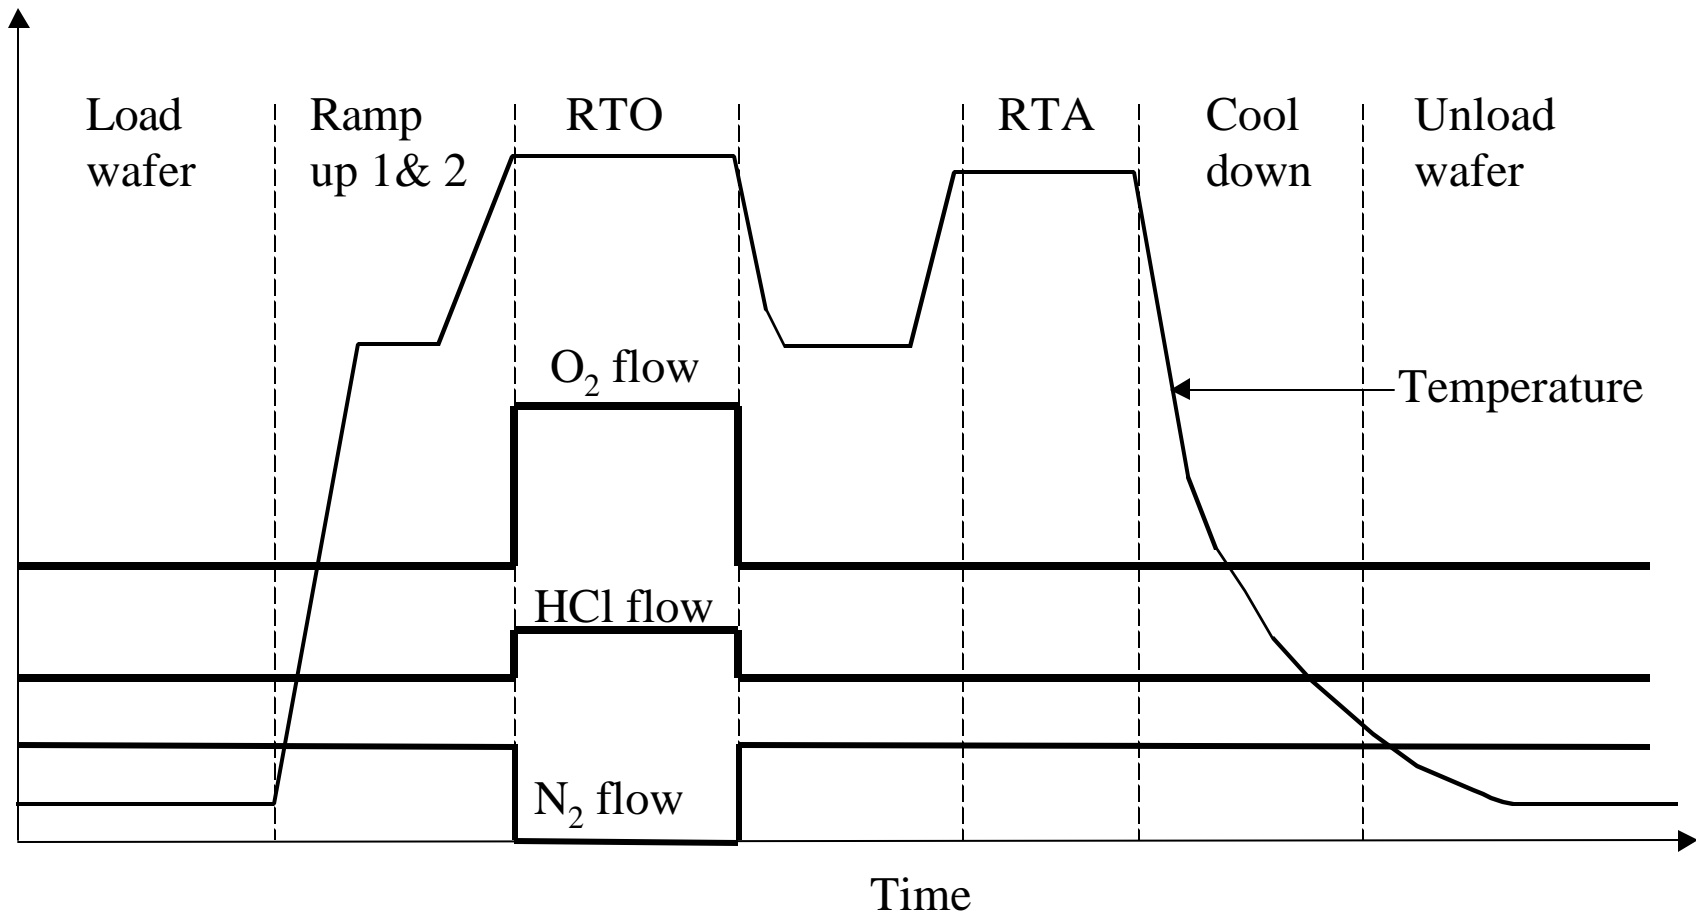 Load
wafer
Ramp
up 1& 2
RTO
RTA
Cool
down
Unload
wafer
O₂ flow
Temperature
HCl flow
N₂ flow
Time